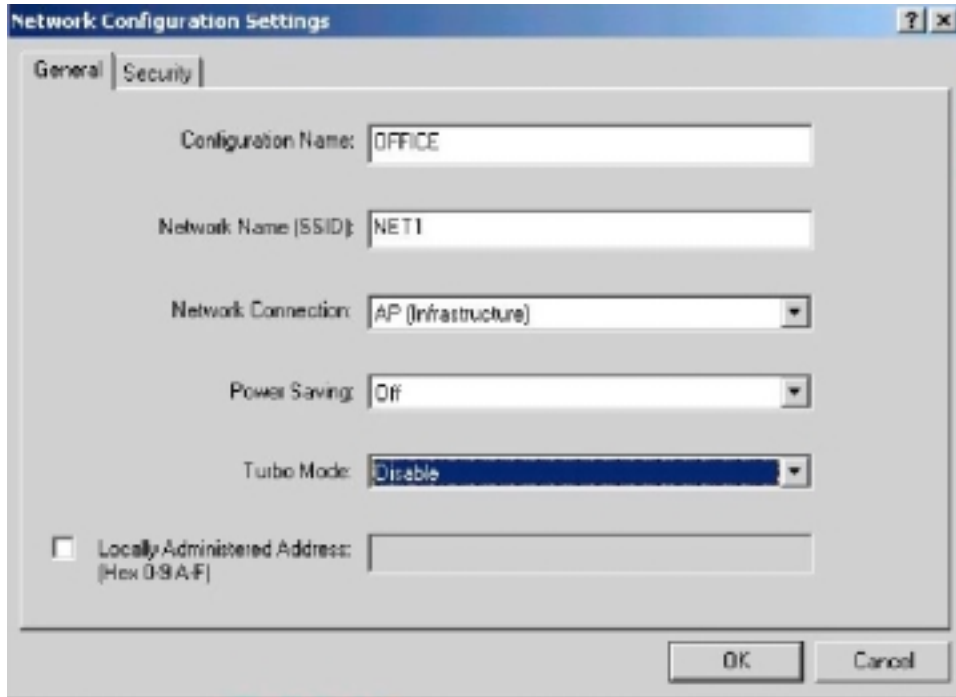 Network Configuration Settings
General
Security
Configuration Name: OFFICE
Network Name (SSID): NET1
Network Connection: AP (Infrastructure)
Power Saving: Off
Turbo Mode: Disable
Locally Administered Address:
(Hex 0-9 A-F)
OK
Cancel